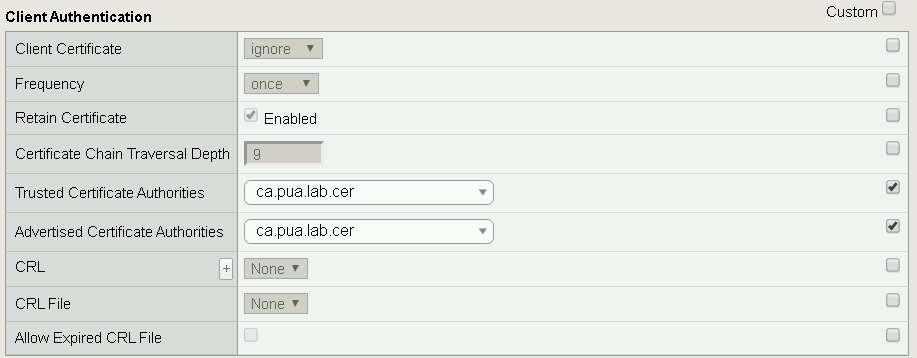 Client Authentication Custom
Client Certificate ignore
Frequency once
Retain Certificate Enabled
Certificate Chain Traversal Depth 9
Trusted Certificate Authorities ca.pua.lab.cer
Advertised Certificate Authorities ca.pua.lab.cer
CRL + None
CRL File None
Allow Expired CRL File